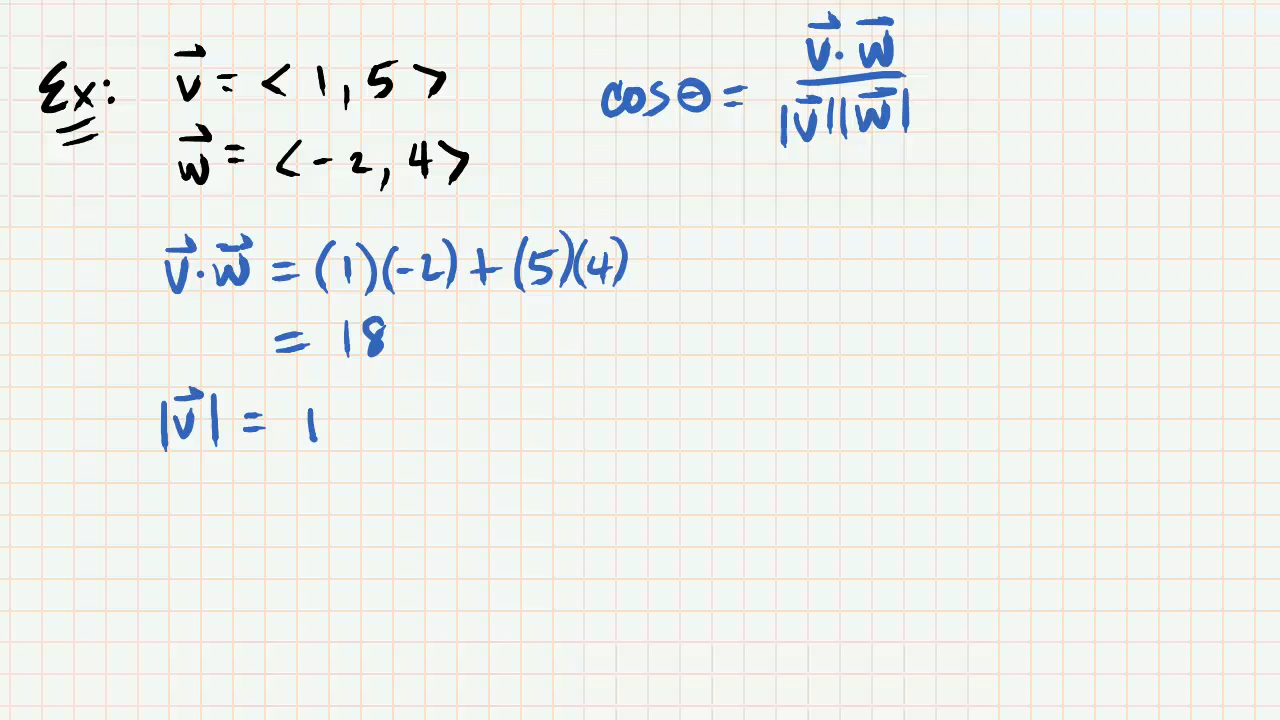 Ex: v⃗ = < 1, 5 >
w⃗ = < -2, 4 >
cos θ = v⃗ · w⃗ / |v⃗||w⃗|
v⃗ · w⃗ = (1)(-2) + (5)(4)
= 18
|v⃗| = 1